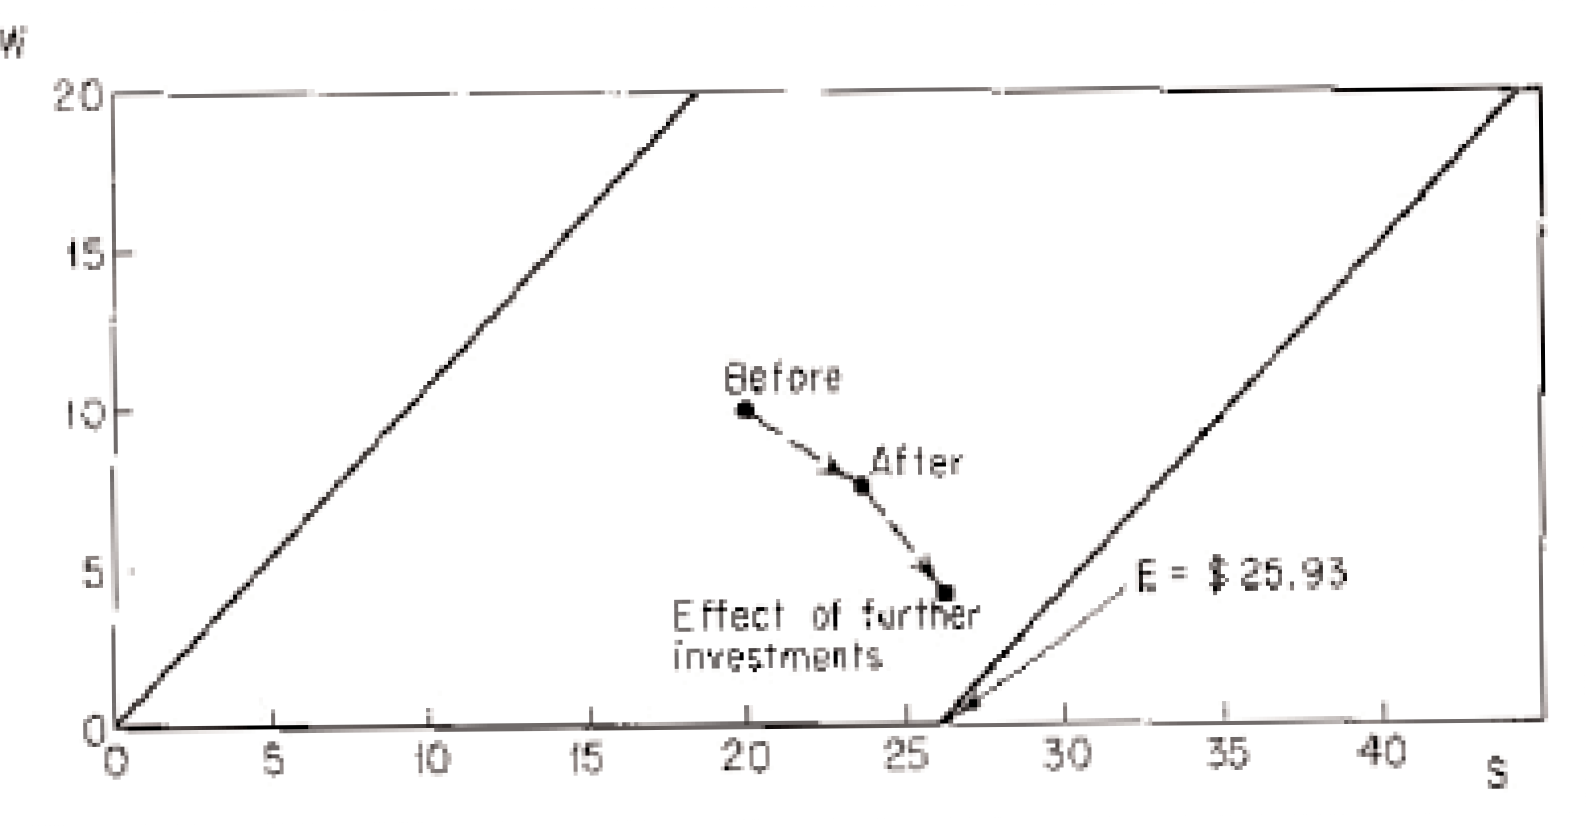 W
20
15
10
5
0
Before
After
E = $ 25.93
Effect of further
investments
0 5 10 15 20 25 30 35 40
S